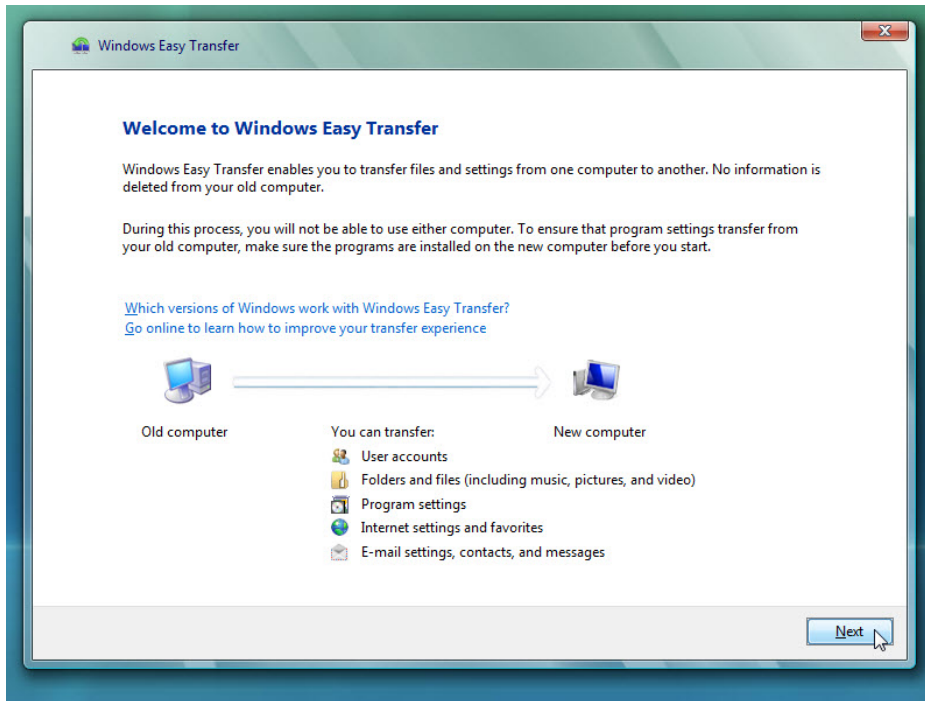 Windows Easy Transfer
Welcome to Windows Easy Transfer
Windows Easy Transfer enables you to transfer files and settings from one computer to another. No information is
deleted from your old computer.
During this process, you will not be able to use either computer. To ensure that program settings transfer from
your old computer, make sure the programs are installed on the new computer before you start.
Which versions of Windows work with Windows Easy Transfer?
Go online to learn how to improve your transfer experience
Old computer
You can transfer:
New computer
User accounts
Folders and files (including music, pictures, and video)
Program settings
Internet settings and favorites
E-mail settings, contacts, and messages
Next